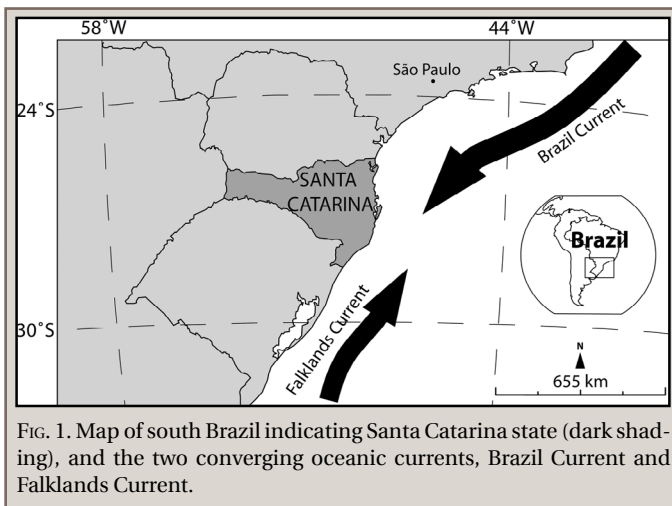 58°W
44°W
São Paulo
24°S
Brazil Current
SANTA
CATARINA
Brazil
30°S
Falklands Current
N
655 km
FIG. 1. Map of south Brazil indicating Santa Catarina state (dark shad-
ing), and the two converging oceanic currents, Brazil Current and
Falklands Current.